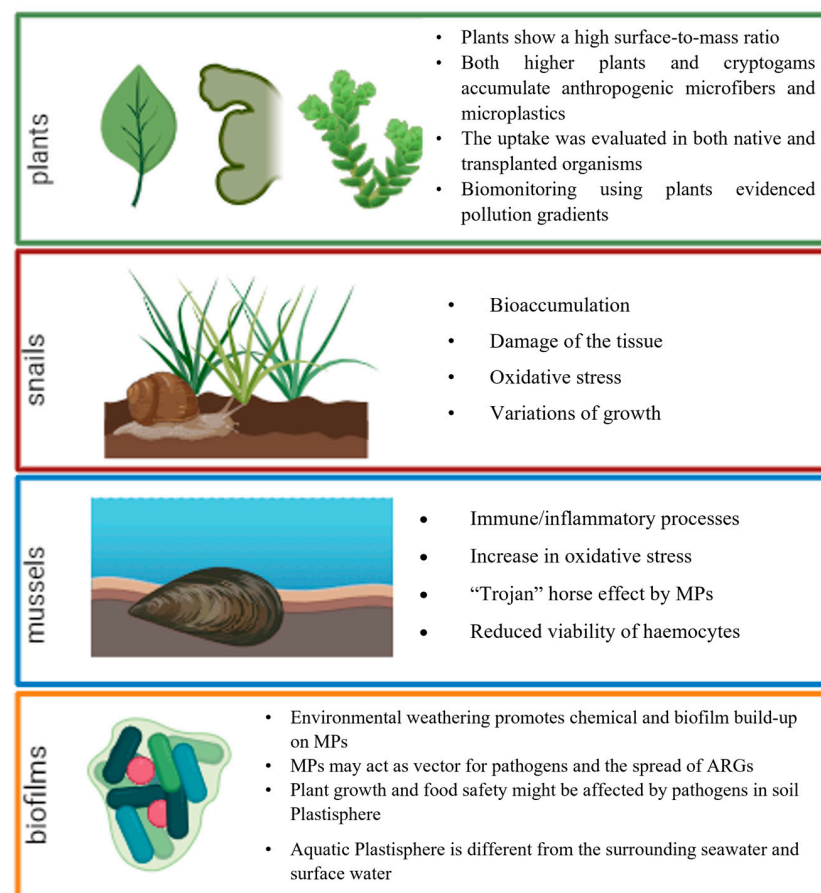 plants
• Plants show a high surface-to-mass ratio
• Both higher plants and cryptogams
accumulate anthropogenic microfibers and
microplastics
• The uptake was evaluated in both native and
transplanted organisms
• Biomonitoring using plants evidenced
pollution gradients
snails
• Bioaccumulation
• Damage of the tissue
• Oxidative stress
• Variations of growth
mussels
• Immune/inflammatory processes
• Increase in oxidative stress
• “Trojan” horse effect by MPs
• Reduced viability of haemocytes
biofilms
• Environmental weathering promotes chemical and biofilm build-up
on MPs
• MPs may act as vector for pathogens and the spread of ARGs
• Plant growth and food safety might be affected by pathogens in soil
Plastisphere
• Aquatic Plastisphere is different from the surrounding seawater and
surface water